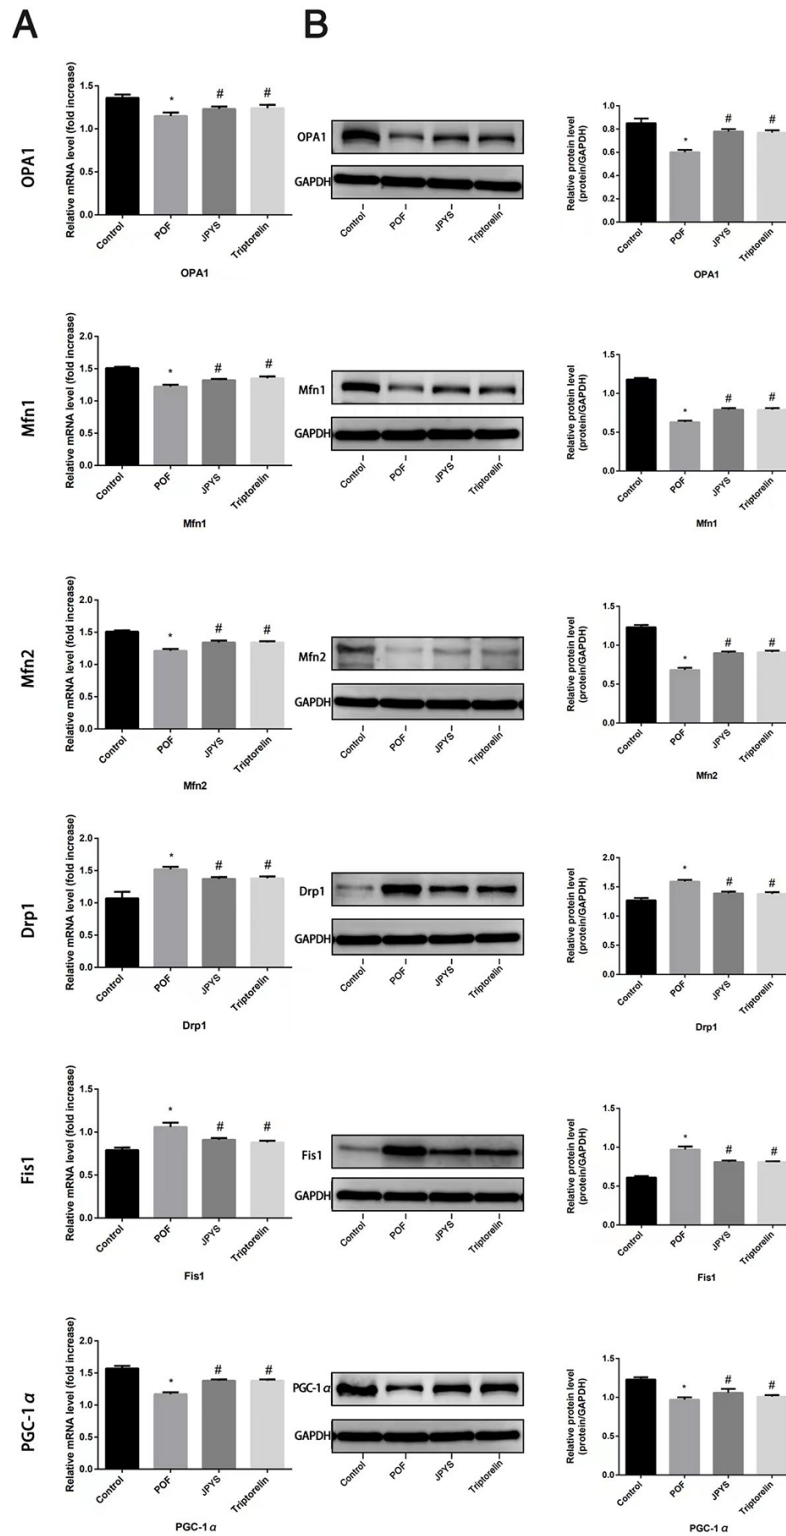 A
B
OPA1
Relative mRNA level (fold increase)
1.5
1.0
0.5
0.0
*
#
#
Control
POF
JPYS
Triptorelin
OPA1
OPA1
GAPDH
Control
POF
JPYS
Triptorelin
Relative protein level
(protein/GAPDH)
1.0
0.8
0.6
0.4
0.2
0.0
*
#
#
Control
POF
JPYS
Triptorelin
OPA1
Mfn1
Relative mRNA level (fold increase)
2.0
1.5
1.0
0.5
0.0
*
#
#
Control
POF
JPYS
Triptorelin
Mfn1
Mfn1
GAPDH
Control
POF
JPYS
Triptorelin
Relative protein level
(protein/GAPDH)
1.5
1.0
0.5
0.0
*
#
#
Control
POF
JPYS
Triptorelin
Mfn1
Mfn2
Relative mRNA level (fold increase)
2.0
1.5
1.0
0.5
0.0
*
#
#
Control
POF
JPYS
Triptorelin
Mfn2
Mfn2
GAPDH
Control
POF
JPYS
Triptorelin
Relative protein level
(protein/GAPDH)
1.5
1.0
0.5
0.0
*
#
#
Control
POF
JPYS
Triptorelin
Mfn2
Drp1
Relative mRNA level (fold increase)
2.0
1.5
1.0
0.5
0.0
*
#
#
Control
POF
JPYS
Triptorelin
Drp1
Drp1
GAPDH
Control
POF
JPYS
Triptorelin
Relative protein level
(protein/GAPDH)
2.0
1.5
1.0
0.5
0.0
*
#
#
Control
POF
JPYS
Triptorelin
Drp1
Fis1
Relative mRNA level (fold increase)
1.5
1.0
0.5
0.0
*
#
#
Control
POF
JPYS
Triptorelin
Fis1
Fis1
GAPDH
Control
POF
JPYS
Triptorelin
Relative protein level
(protein/GAPDH)
1.5
1.0
0.5
0.0
*
#
#
Control
POF
JPYS
Triptorelin
Fis1
PGC-1α
Relative mRNA level (fold increase)
2.0
1.5
1.0
0.5
0.0
*
#
#
Control
POF
JPYS
Triptorelin
PGC-1α
PGC-1α
GAPDH
Control
POF
JPYS
Triptorelin
Relative protein level
(protein/GAPDH)
1.5
1.0
0.5
0.0
*
#
#
Control
POF
JPYS
Triptorelin
PGC-1α